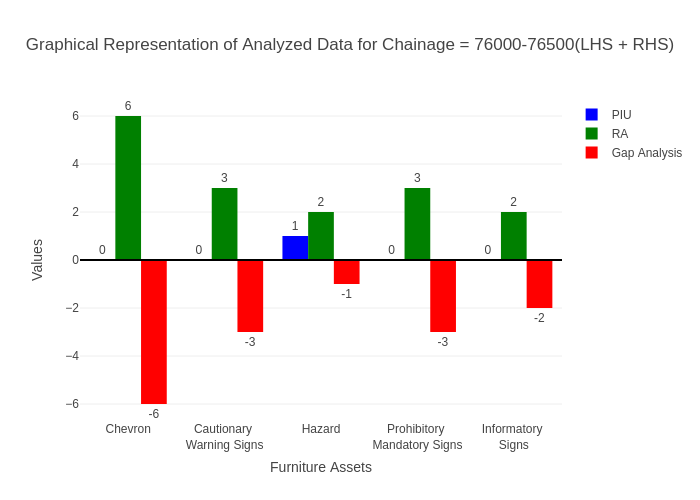 Graphical Representation of Analyzed Data for Chainage = 76000-76500(LHS + RHS)
PIU
RA
Gap Analysis
Values
6
4
2
0
−2
−4
−6
0
6
-6
0
3
-3
1
2
-1
0
3
-3
0
2
-2
Chevron
Cautionary
Warning Signs
Hazard
Prohibitory
Mandatory Signs
Informatory
Signs
Furniture Assets